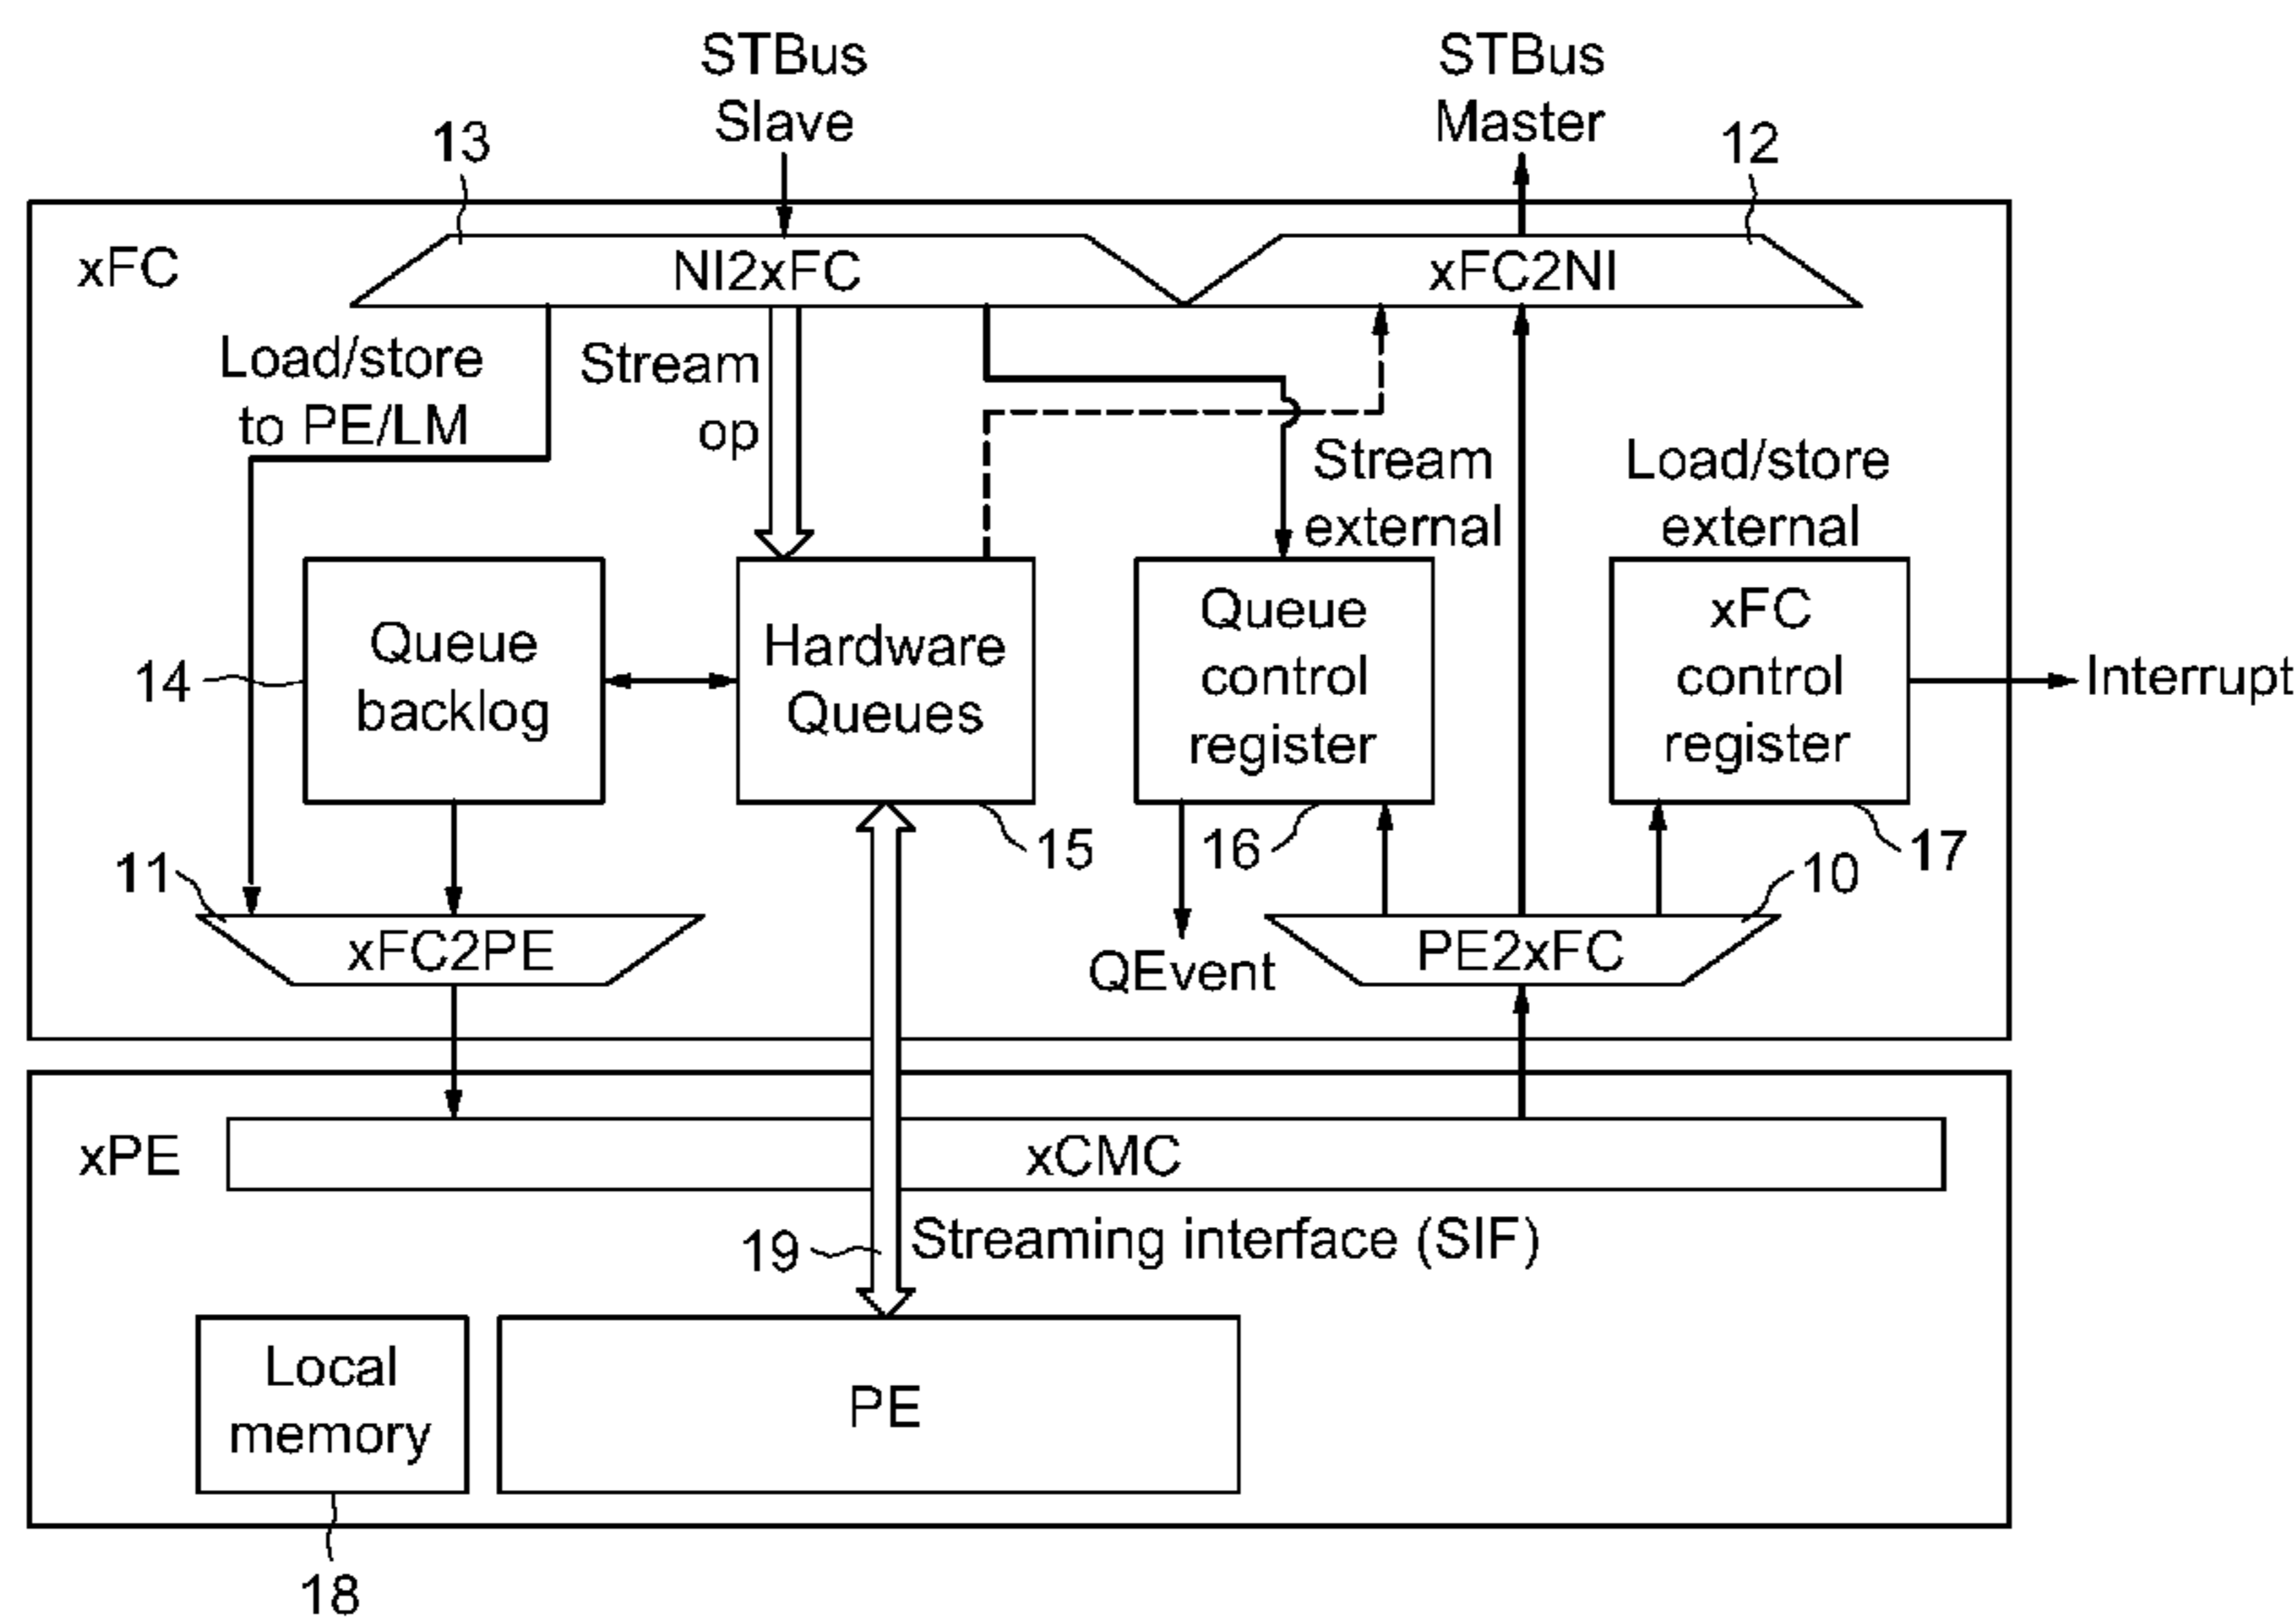 STBus
Slave
STBus
Master
13
12
xFC
NI2xFC
xFC2NI
Load/store
to PE/LM
Stream
op
Stream
external
Load/store
external
14
Queue
backlog
Hardware
Queues
Queue
control
register
xFC
control
register
Interrupt
11
15
16
10
17
xFC2PE
QEvent
PE2xFC
xPE
xCMC
19
Streaming interface (SIF)
Local
memory
PE
18